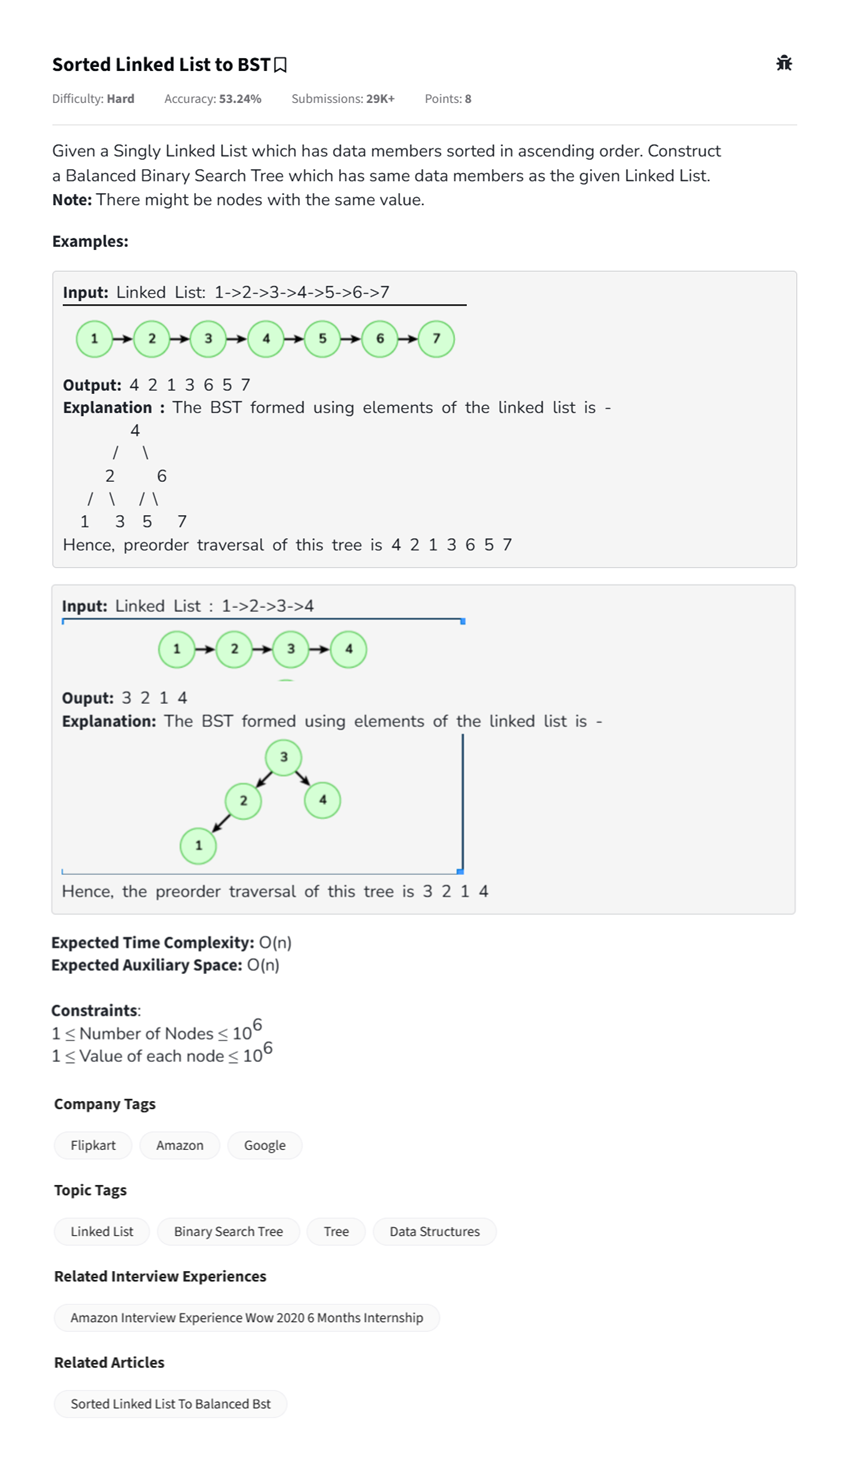 Sorted Linked List to BST
Difficulty: Hard Accuracy: 53.24% Submissions: 29K+ Points: 8
Given a Singly Linked List which has data members sorted in ascending order. Construct
a Balanced Binary Search Tree which has same data members as the given Linked List.
Note: There might be nodes with the same value.
Examples:
Input: Linked List: 1->2->3->4->5->6->7
1 2 3 4 5 6 7
Output: 4 2 1 3 6 5 7
Explanation : The BST formed using elements of the linked list is -
4
/ \
2 6
/ \ / \
1 3 5 7
Hence, preorder traversal of this tree is 4 2 1 3 6 5 7
Input: Linked List : 1->2->3->4
1 2 3 4
Ouput: 3 2 1 4
Explanation: The BST formed using elements of the linked list is -
3
2 4
1
Hence, the preorder traversal of this tree is 3 2 1 4
Expected Time Complexity: O(n)
Expected Auxiliary Space: O(n)
Constraints:
1 ≤ Number of Nodes ≤ 10^6
1 ≤ Value of each node ≤ 10^6
Company Tags
Flipkart Amazon Google
Topic Tags
Linked List Binary Search Tree Tree Data Structures
Related Interview Experiences
Amazon Interview Experience Wow 2020 6 Months Internship
Related Articles
Sorted Linked List To Balanced Bst